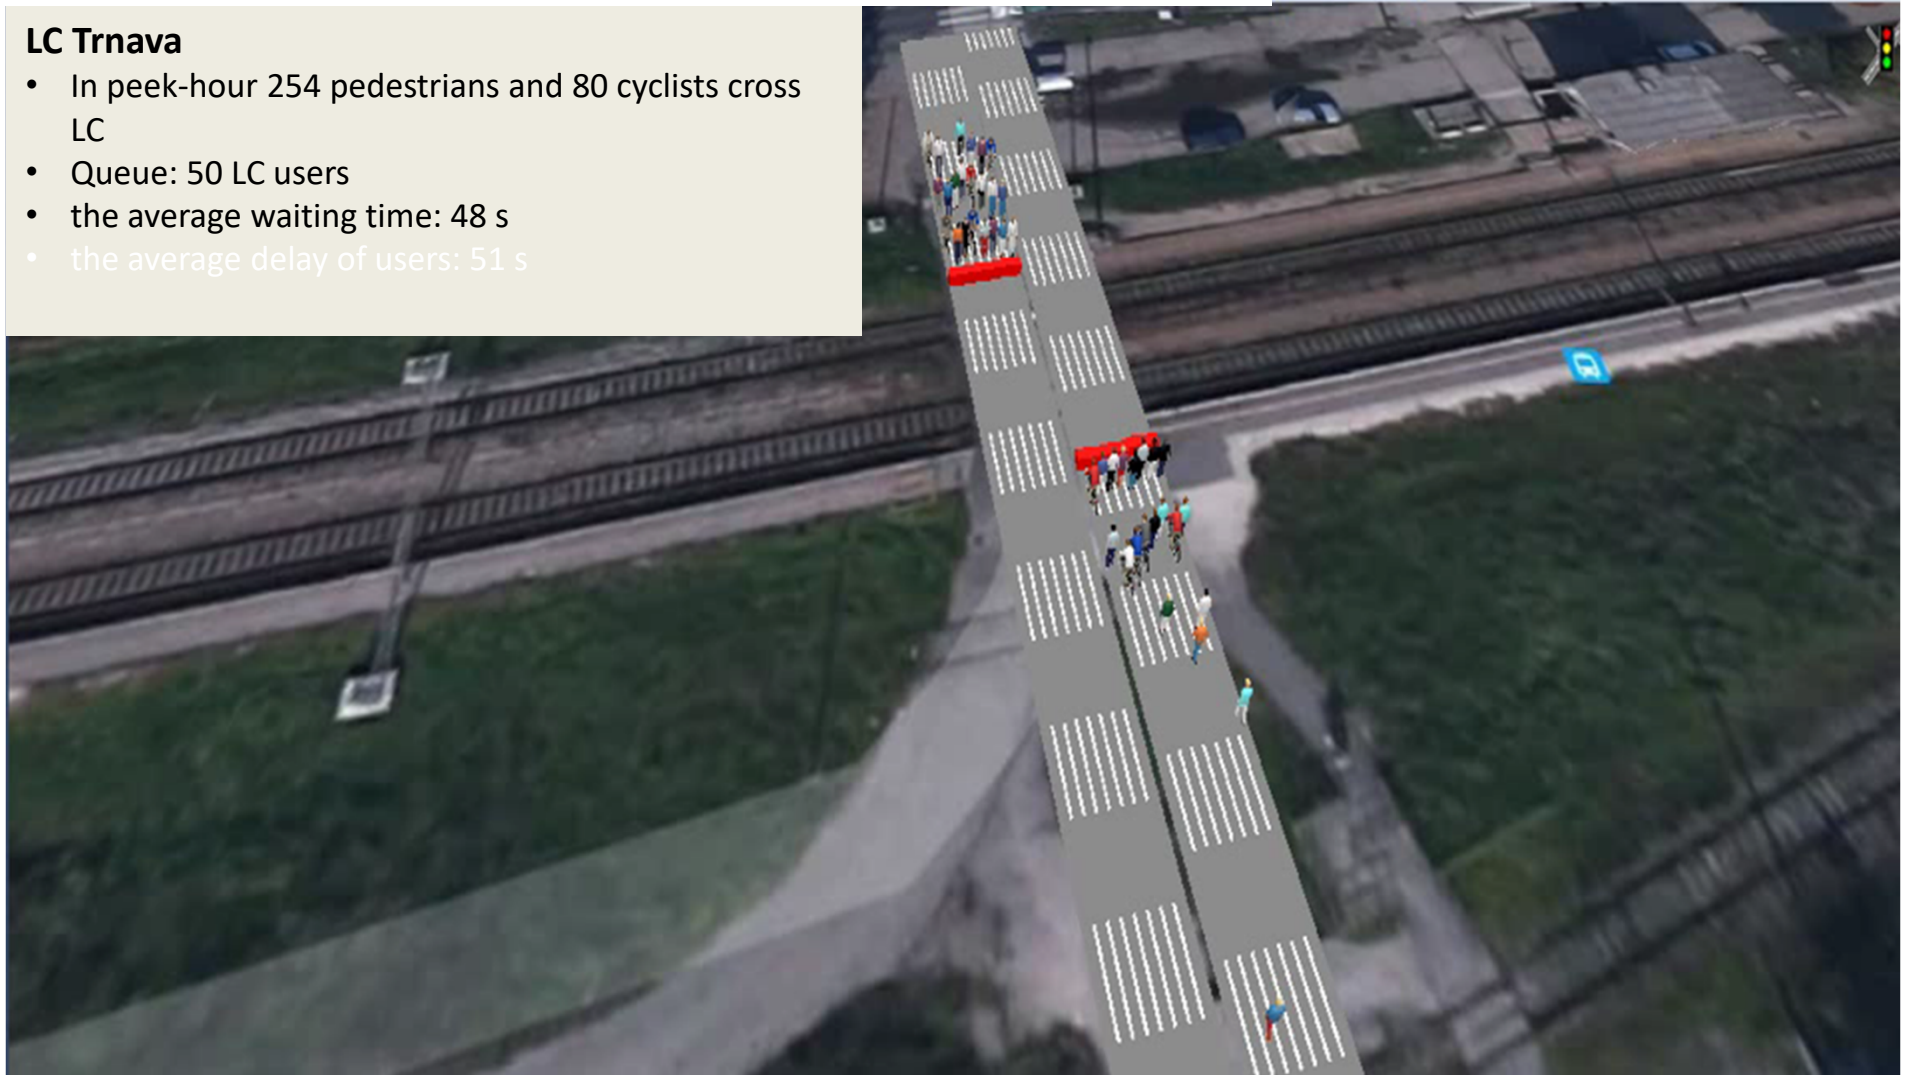 LC Trnava
• In peek-hour 254 pedestrians and 80 cyclists cross
LC
• Queue: 50 LC users
• the average waiting time: 48 s
• the average delay of users: 51 s